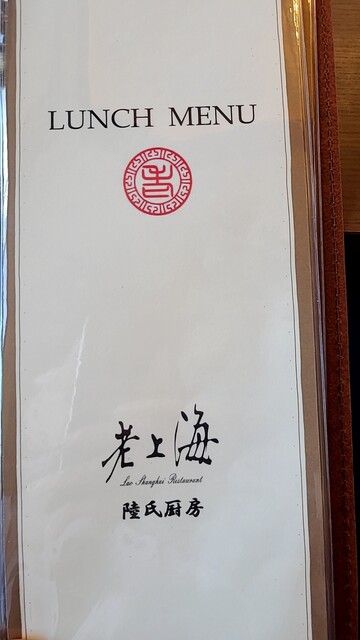 LUNCH MENU
老上海
Lao Shanghai Restaurant
陸氏厨房